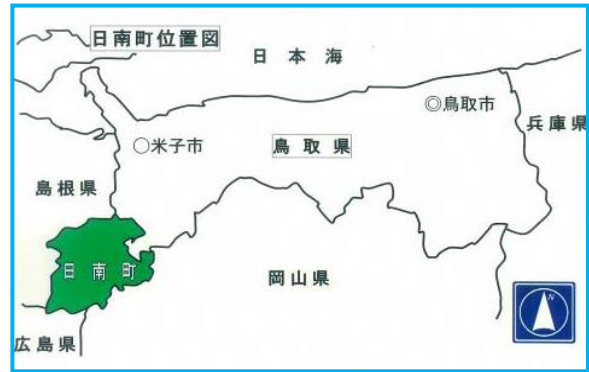 日南町位置図
日本海
◎鳥取市
兵庫県
○米子市
鳥取県
島根県
日南町
岡山県
広島県